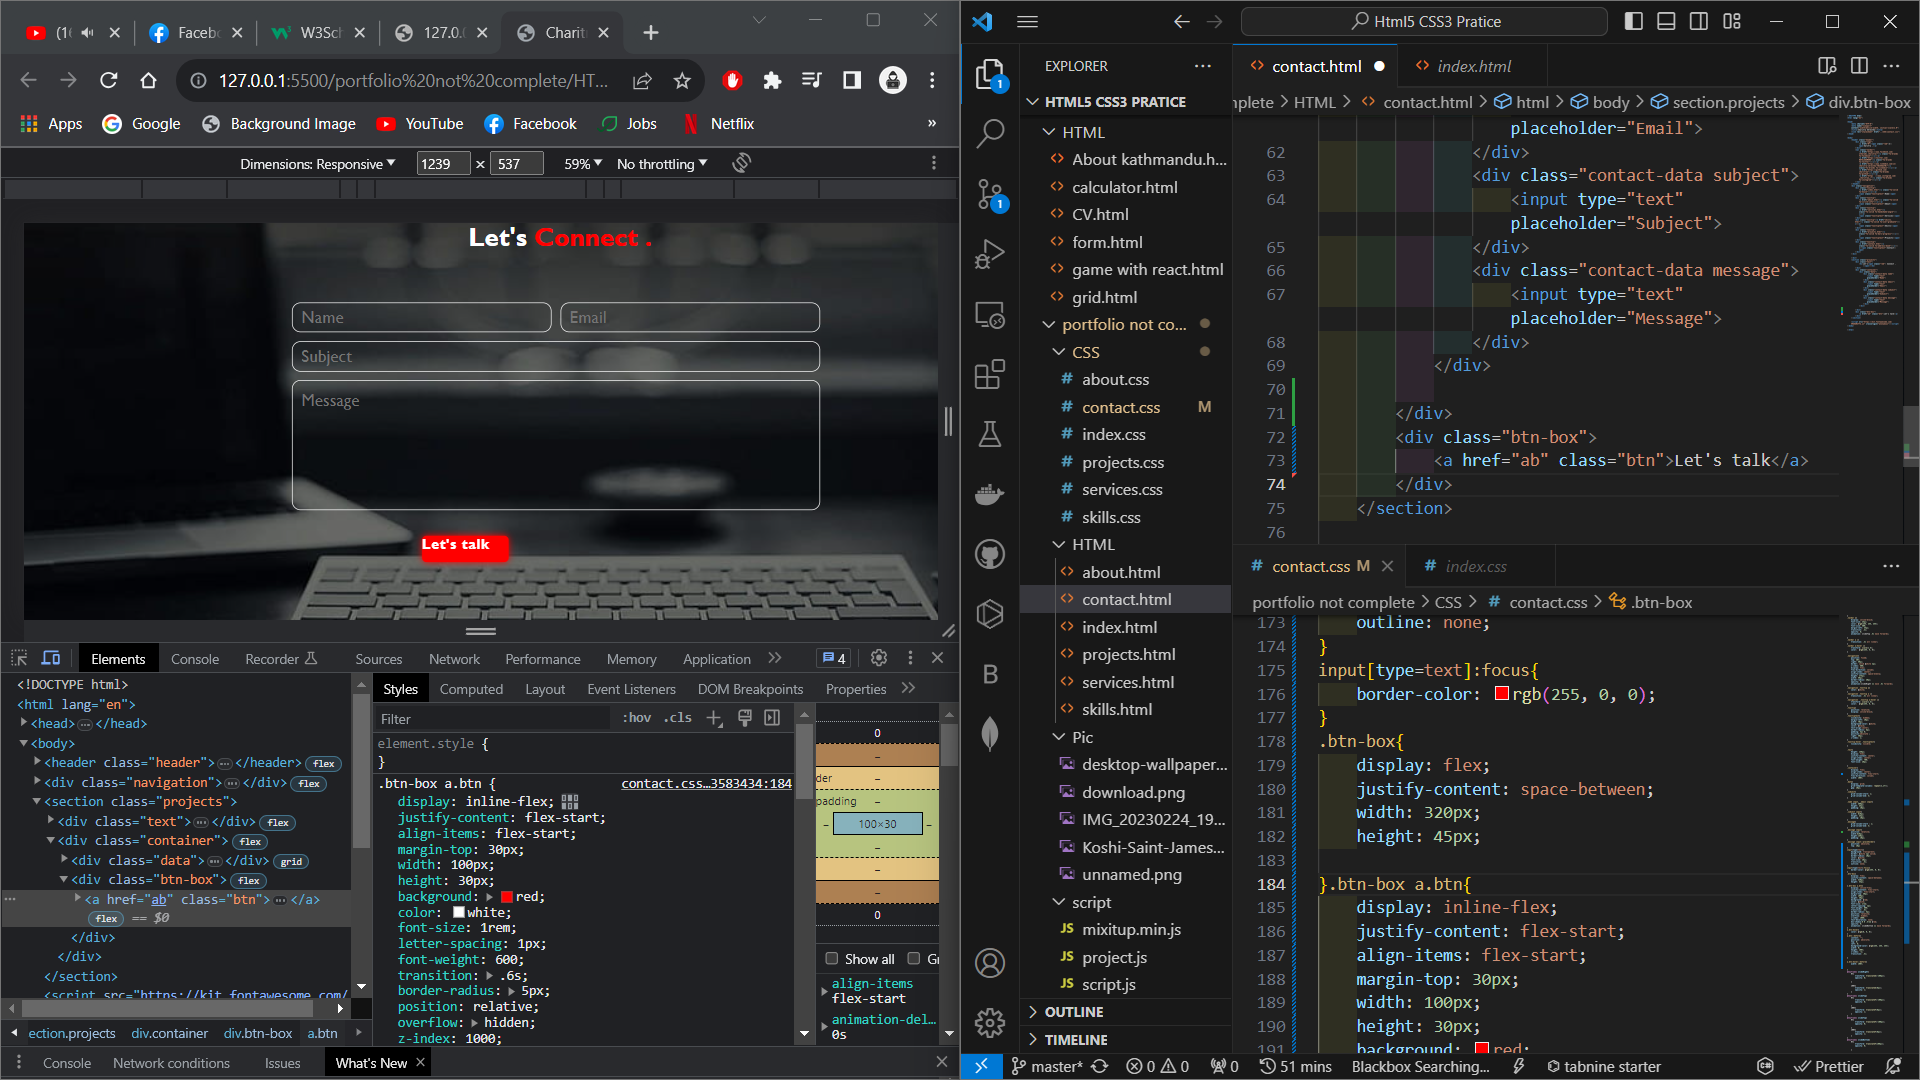 (1
Faceb
W3Sch
127.0.0
Charit
127.0.0.1:5500/portfolio%20not%20complete/HT...
Apps
Google
Background Image
YouTube
Facebook
Jobs
Netflix
»
Dimensions: Responsive
1239
×
537
59%
No throttling
Let's Connect .
Name
Email
Subject
Message
Let's talk
Elements
Console
Recorder
Sources
Network
Performance
Memory
Application
4
<!DOCTYPE html>
<html lang="en">
<head> ⋯ </head>
<body>
<header class="header"> ⋯ </header> flex
<div class="navigation"> ⋯ </div> flex
<section class="projects">
<div class="text"> ⋯ </div> flex
<div class="container"> flex
<div class="data"> ⋯ </div> grid
<div class="btn-box"> flex
<a href="ab" class="btn"> ⋯ </a>
flex == $0
</div>
</div>
</section>
<script src="https://kit.fontawesome.com/
ection.projects
div.container
div.btn-box
a.btn
Styles
Computed
Layout
Event Listeners
DOM Breakpoints
Properties
Filter
:hov .cls
element.style {
}
.btn-box a.btn {
contact.css…3583434:184
display: inline-flex;
justify-content: flex-start;
align-items: flex-start;
margin-top: 30px;
width: 100px;
height: 30px;
background: red;
color: white;
font-size: 1rem;
letter-spacing: 1px;
font-weight: 600;
transition: .6s;
border-radius: 5px;
position: relative;
overflow: hidden;
z-index: 1000;
0
–
der –
padding –
– 100×30 –
–
–
–
0
Show all
Gr
align-items
flex-start
animation-del…
0s
Console
Network conditions
Issues
What's New
Html5 CSS3 Pratice
EXPLORER
HTML5 CSS3 PRATICE
HTML
About kathmandu.h...
calculator.html
CV.html
form.html
game with react.html
grid.html
portfolio not co...
CSS
about.css
contact.css M
index.css
projects.css
services.css
skills.css
HTML
about.html
contact.html
index.html
projects.html
services.html
skills.html
Pic
desktop-wallpaper...
download.png
IMG_20230224_19...
Koshi-Saint-James...
unnamed.png
script
JS mixitup.min.js
JS project.js
JS script.js
OUTLINE
TIMELINE
1
1
contact.html
index.html
mplete > HTML > contact.html > html > body > section.projects > div.btn-box
placeholder="Email">
62 </div>
63 <div class="contact-data subject">
64 <input type="text"
placeholder="Subject">
65 </div>
66 <div class="contact-data message">
67 <input type="text"
placeholder="Message">
68 </div>
69 </div>
70
71 </div>
72 <div class="btn-box">
73 <a href="ab" class="btn">Let's talk</a>
74 </div>
75 </section>
76
# contact.css M
# index.css
portfolio not complete > CSS > # contact.css > .btn-box
173 outline: none;
174 }
175 input[type=text]:focus{
176 border-color: rgb(255, 0, 0);
177 }
178 .btn-box{
179 display: flex;
180 justify-content: space-between;
181 width: 320px;
182 height: 45px;
183
184 }.btn-box a.btn{
185 display: inline-flex;
186 justify-content: flex-start;
187 align-items: flex-start;
188 margin-top: 30px;
189 width: 100px;
190 height: 30px;
191 background: red;
master*
0 0
0
51 mins
Blackbox Searching...
tabnine starter
Prettier